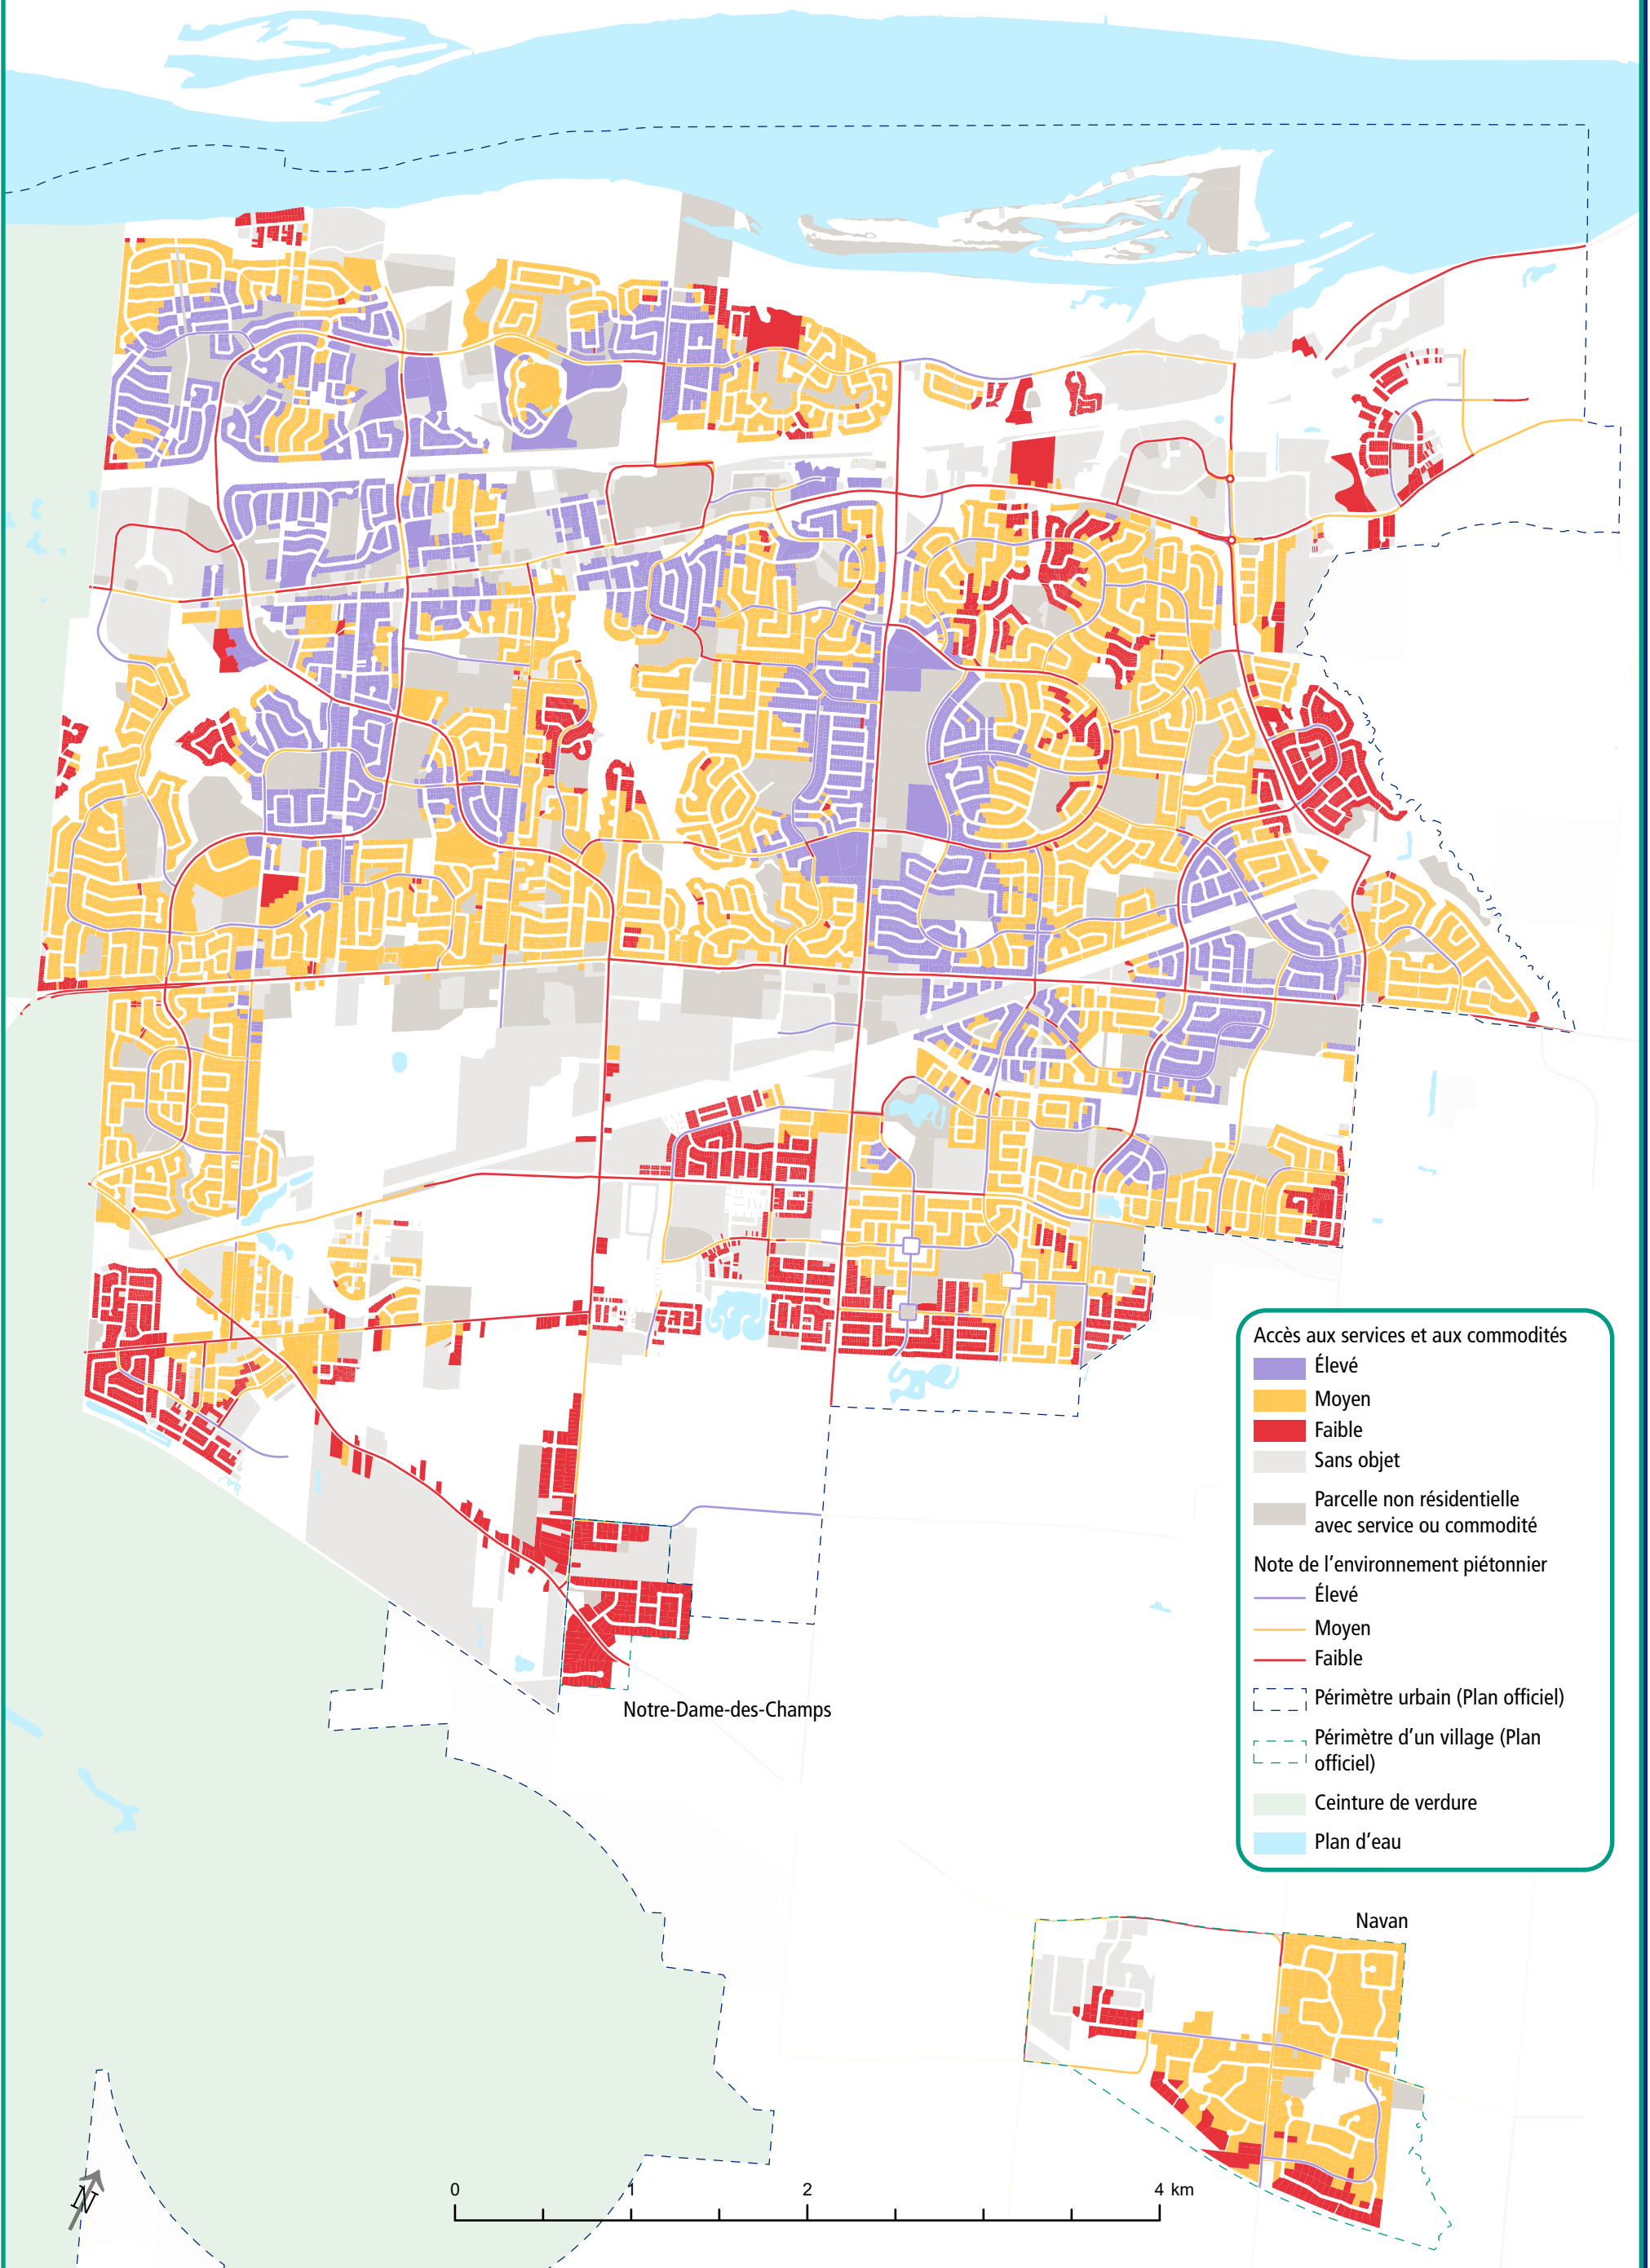 Accès aux services et aux commodités
Élevé
Moyen
Faible
Sans objet
Parcelle non résidentielle
avec service ou commodité
Note de l'environnement piétonnier
Élevé
Moyen
Faible
Périmètre urbain (Plan officiel)
Périmètre d'un village (Plan
officiel)
Ceinture de verdure
Plan d'eau
Notre-Dame-des-Champs
Navan
N
0 1 2 4 km